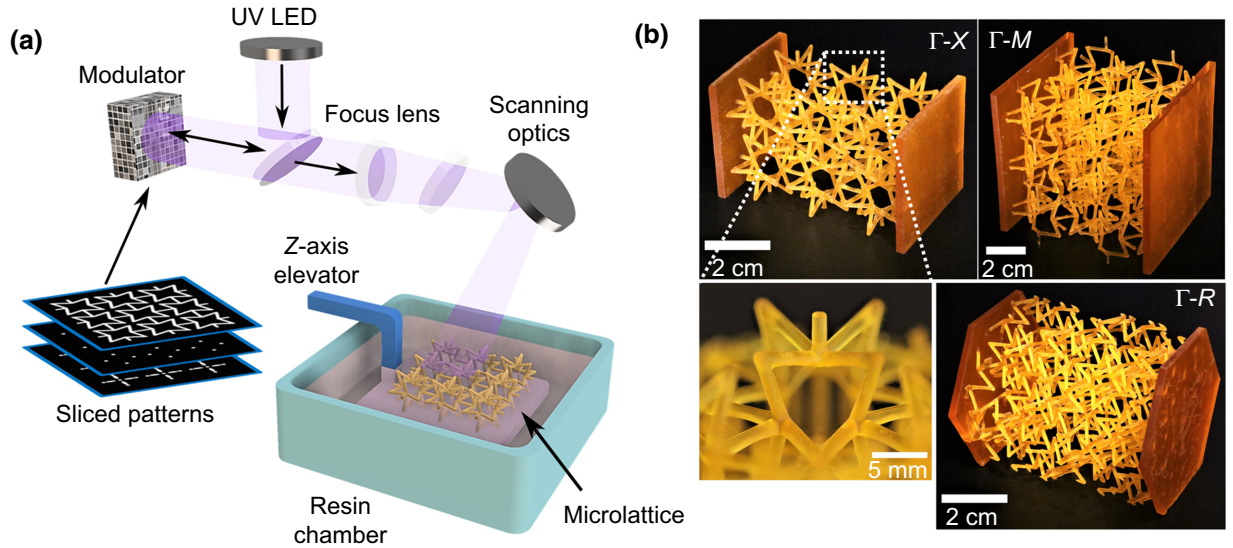 (a)
UV LED
Modulator
Focus lens
Scanning
optics
Z-axis
elevator
Sliced patterns
Resin
chamber
Microlattice
(b)
Γ-X
Γ-M
2 cm
2 cm
5 mm
Γ-R
2 cm